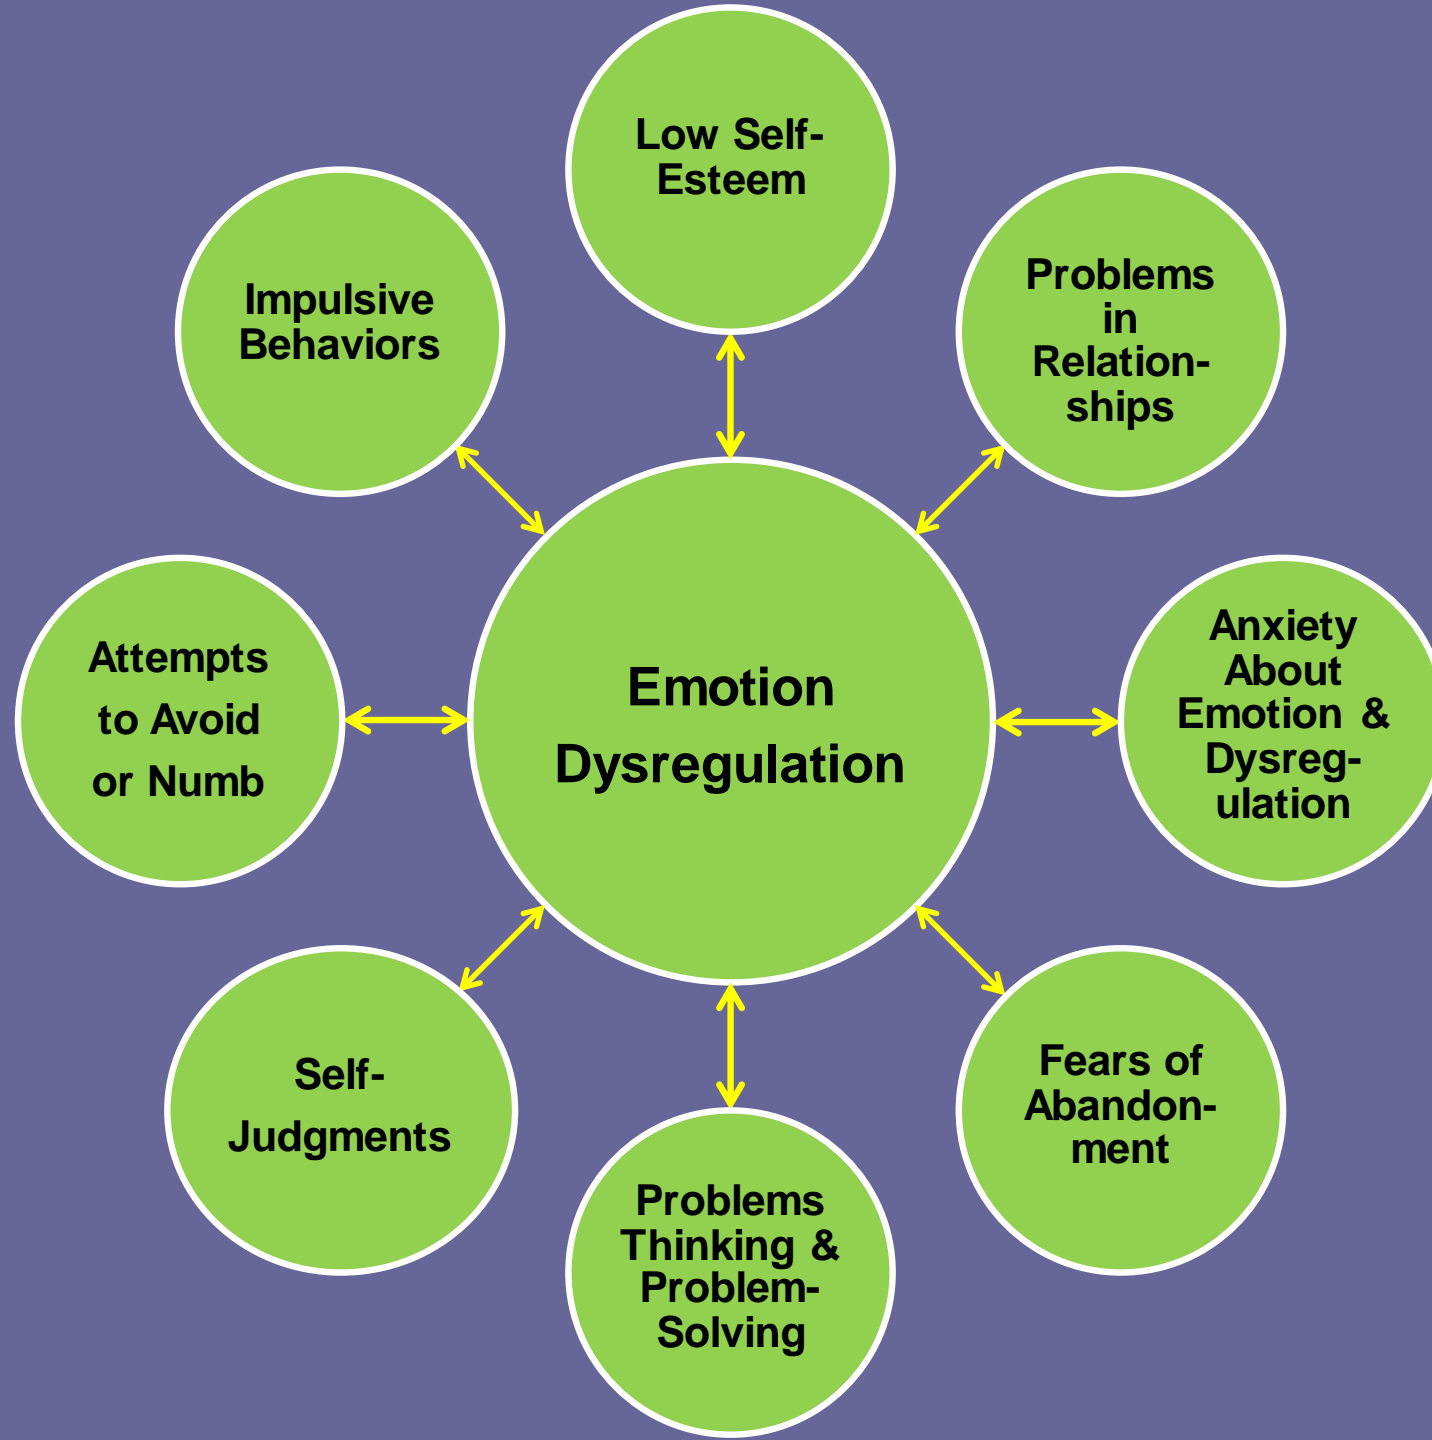 Low Self-
Esteem
Impulsive
Behaviors
Problems
in
Relation-
ships
Attempts
to Avoid
or Numb
Emotion
Dysregulation
Anxiety
About
Emotion &
Dysreg-
ulation
Self-
Judgments
Fears of
Abandon-
ment
Problems
Thinking &
Problem-
Solving